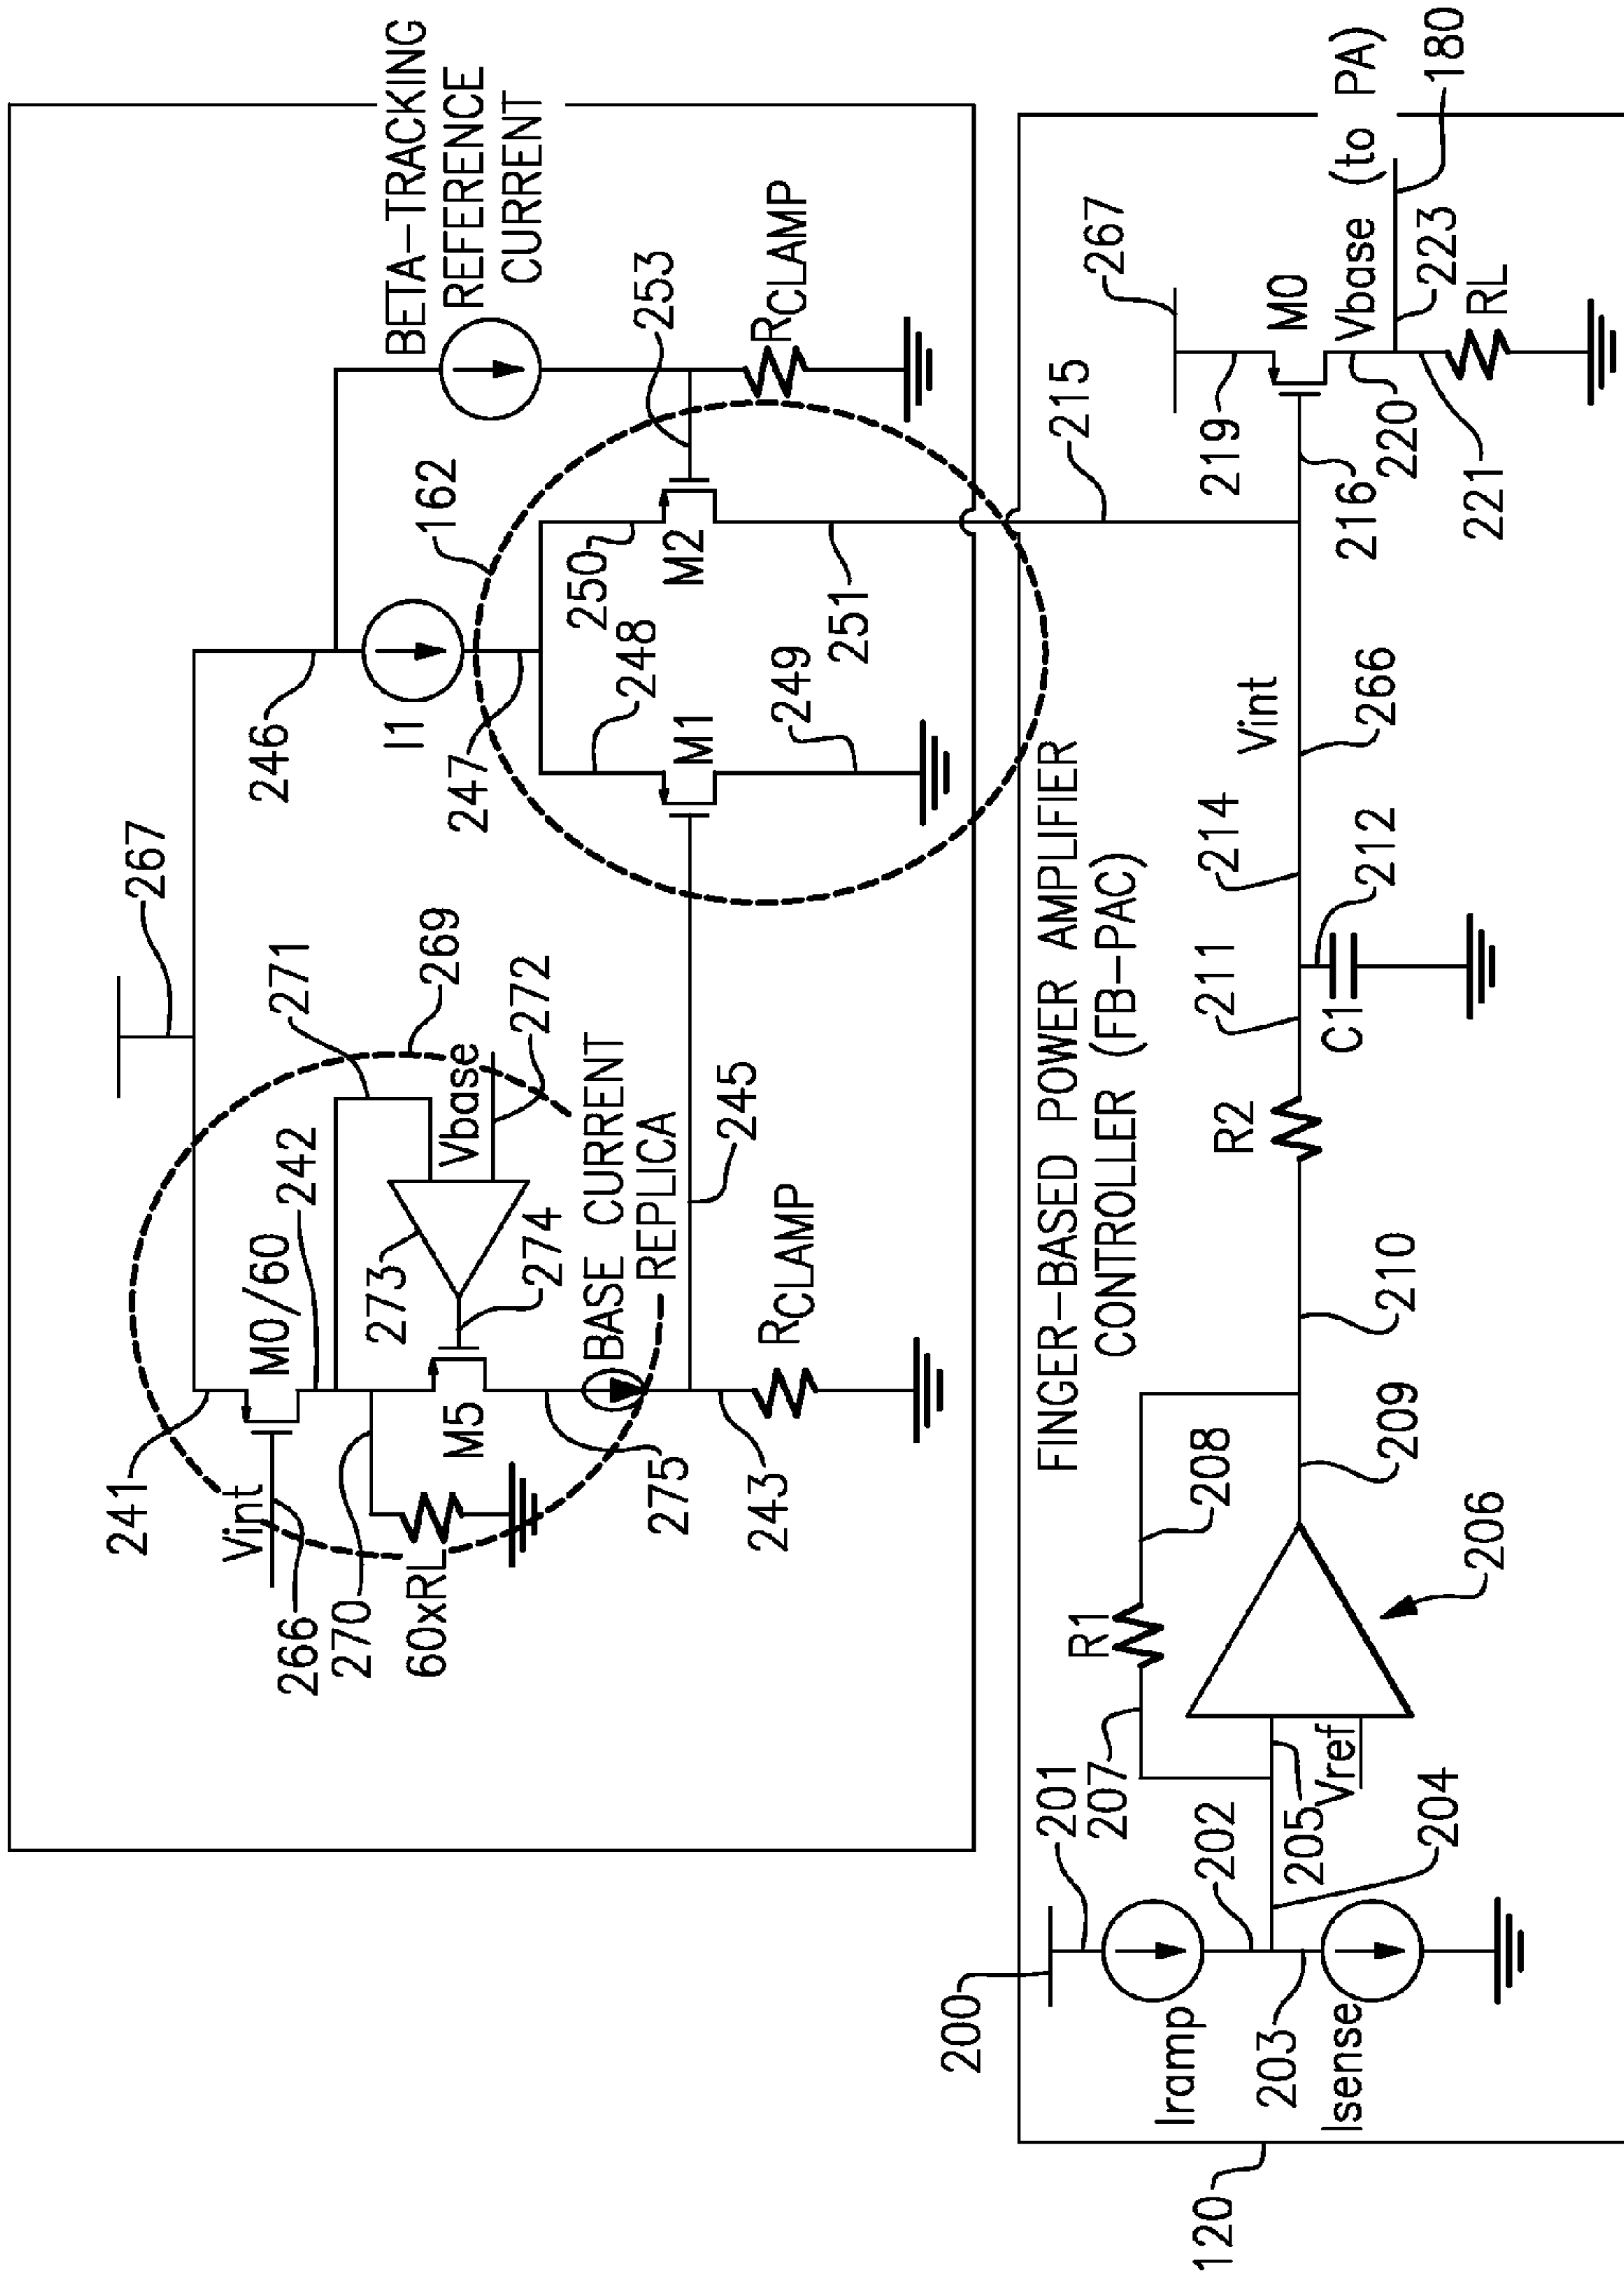 267
246
I1
247
BETA-TRACKING
REFERENCE
CURRENT
162
253
RCLAMP
250
M2
248
M1
251
249
241
Vint
266
M0/60
242
271
269
Vbase
272
273
274
270
60xRL
M5
BASE CURRENT
REPLICA
275
245
243
RCLAMP
FINGER-BASED POWER AMPLIFIER
CONTROLLER (FB-PAC)
120
200
201
Iramp
202
203
Isense
204
205
Vref
206
207
R1
208
209
210
R2
211
C1
212
214
Vint
266
215
216
267
219
M0
220
Vbase (to PA)
180
223
221
RL